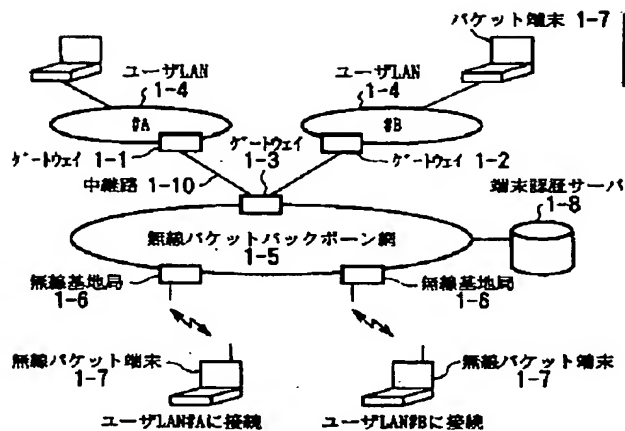 パケット端末 1-7
ユーザLAN
1-4
ユーザLAN
1-4
#A
#B
ゲートウェイ 1-1
ゲートウェイ
1-3
ゲートウェイ 1-2
中継路 1-10
端末認証サーバ
1-8
無線パケットバックボーン網
1-5
無線基地局
1-6
無線基地局
1-6
無線パケット端末
1-7
無線パケット端末
1-7
ユーザLAN#Aに接続
ユーザLAN#Bに接続